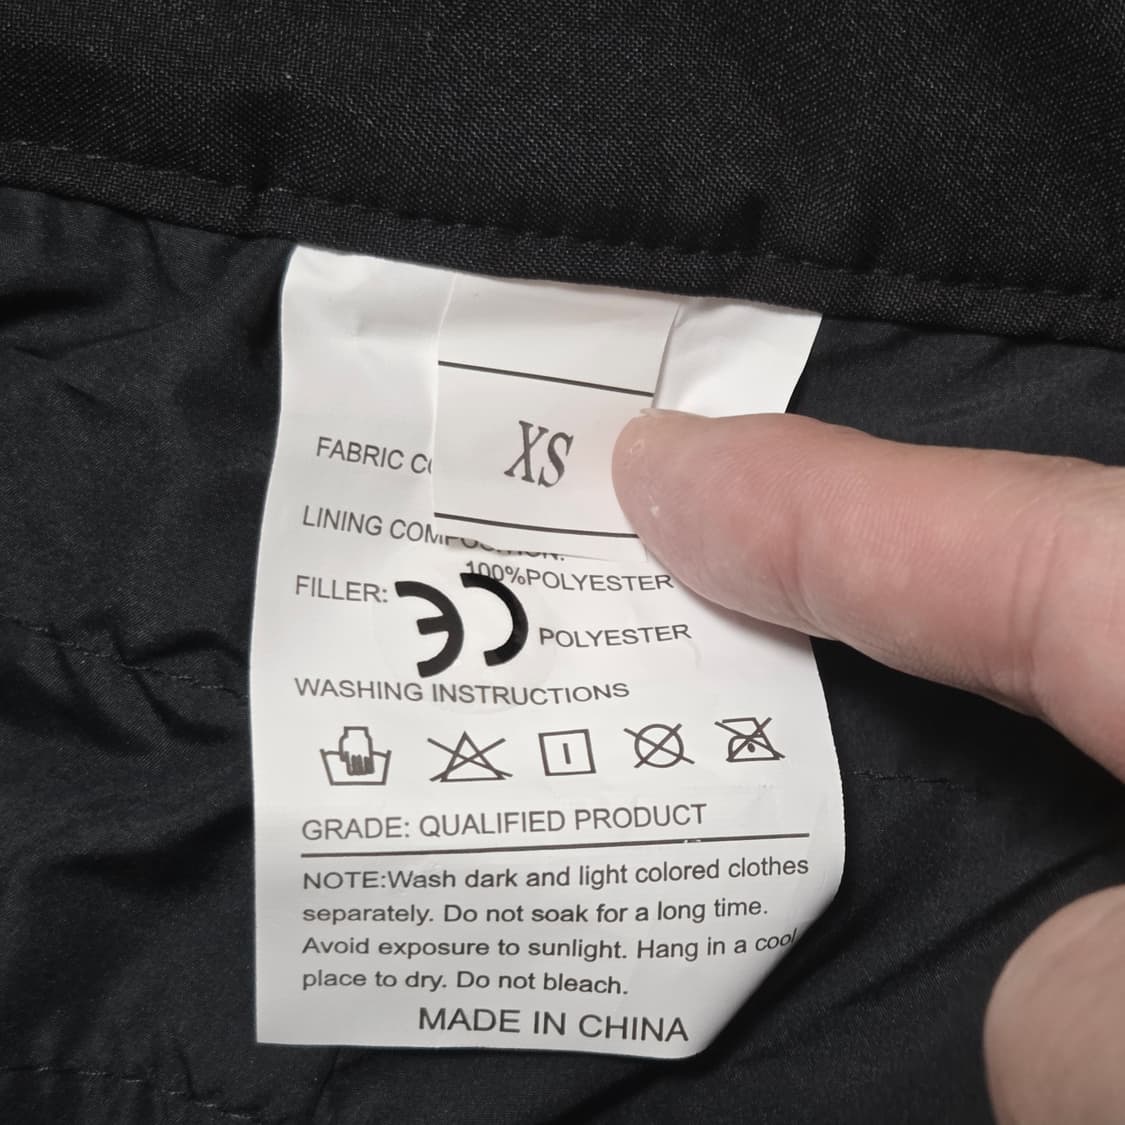 XS
FABRIC
LINING
FILLER:
100%POLYESTER
POLYESTER
WASHING INSTRUCTIONS
GRADE: QUALIFIED PRODUCT
NOTE:Wash dark and light colored clothes
separately. Do not soak for a long time.
Avoid exposure to sunlight. Hang in a cool
place to dry. Do not bleach.
MADE IN CHINA